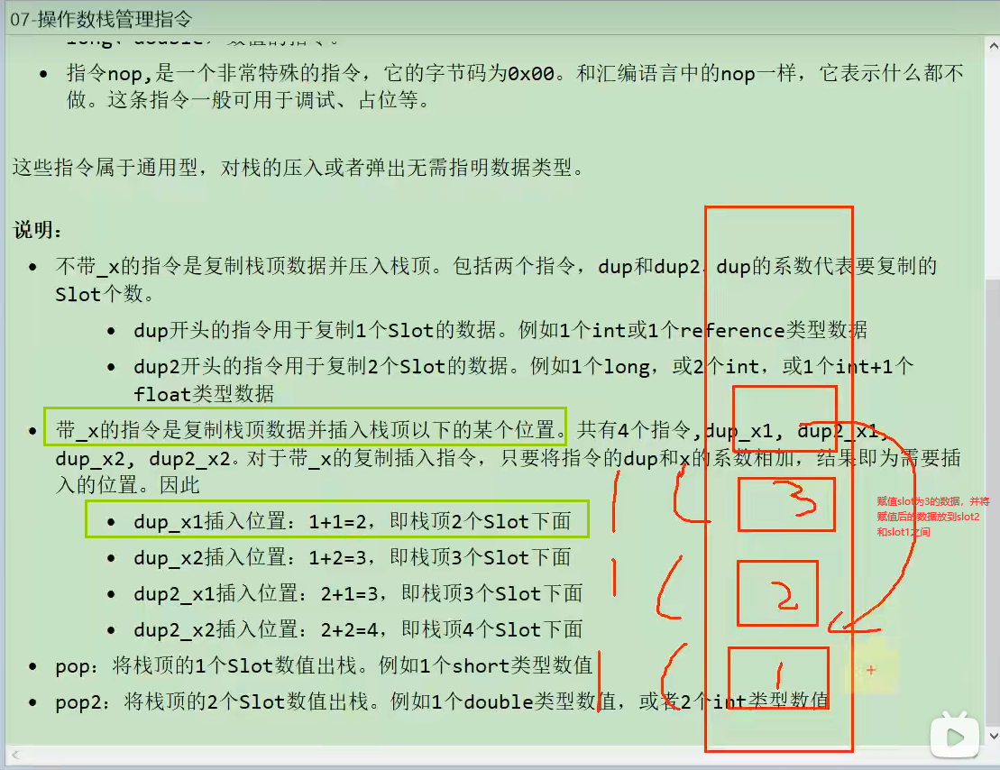 07-操作数栈管理指令
long、double，数值的指令。
指令nop,是一个非常特殊的指令，它的字节码为0x00。和汇编语言中的nop一样，它表示什么都不
做。这条指令一般可用于调试、占位等。
这些指令属于通用型，对栈的压入或者弹出无需指明数据类型。
说明：
不带_x的指令是复制栈顶数据并压入栈顶。包括两个指令，dup和dup2，dup的系数代表要复制的
Slot个数。
dup开头的指令用于复制1个Slot的数据。例如1个int或1个reference类型数据
dup2开头的指令用于复制2个Slot的数据。例如1个long，或2个int，或1个int+1个
float类型数据
带_x的指令是复制栈顶数据并插入栈顶以下的某个位置。共有4个指令,dup_x1, dup2_x1,
dup_x2, dup2_x2。对于带_x的复制插入指令，只要将指令的dup和x的系数相加，结果即为需要插
入的位置。因此
dup_x1插入位置：1+1=2，即栈顶2个Slot下面
dup_x2插入位置：1+2=3，即栈顶3个Slot下面
dup2_x1插入位置：2+1=3，即栈顶3个Slot下面
dup2_x2插入位置：2+2=4，即栈顶4个Slot下面
pop：将栈顶的1个Slot数值出栈。例如1个short类型数值
pop2：将栈顶的2个Slot数值出栈。例如1个double类型数值，或者2个int类型数值
3
2
1
赋值slot为3的数据，并将
赋值后的数据放到slot2
和slot1之间